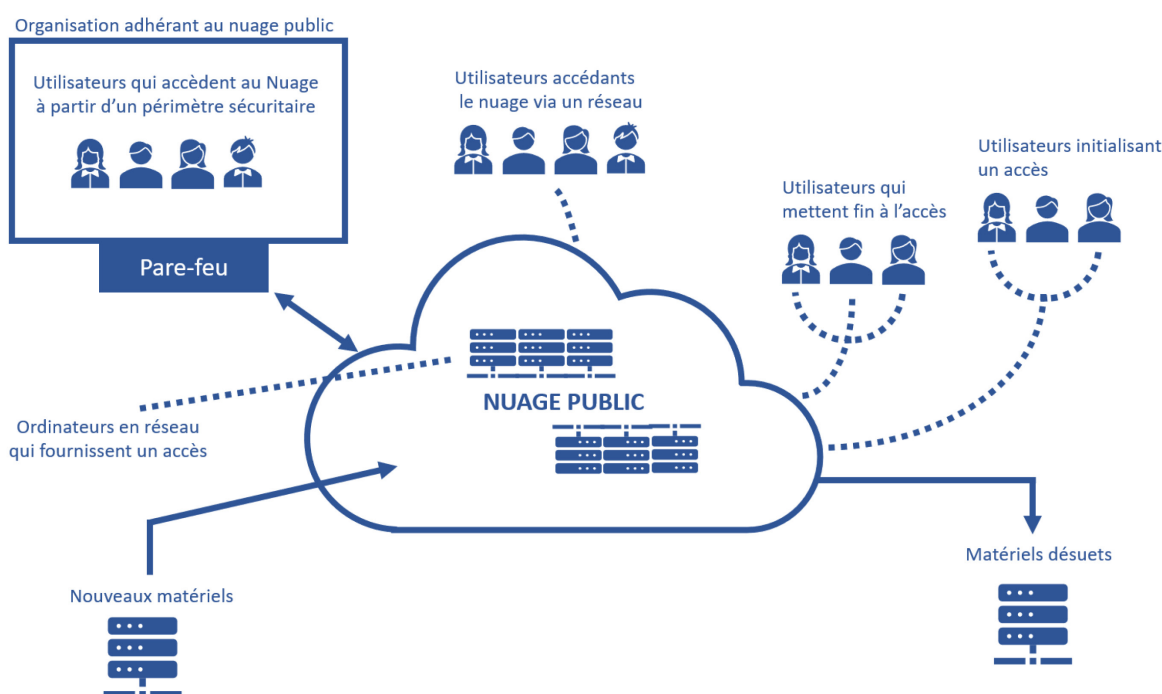 Organisation adhérant au nuage public
Utilisateurs qui accèdent au Nuage
à partir d'un périmètre sécuritaire
Pare-feu
Utilisateurs accédants
le nuage via un réseau
Utilisateurs qui
mettent fin à l'accès
Utilisateurs initialisant
un accès
NUAGE PUBLIC
Ordinateurs en réseau
qui fournissent un accès
Nouveaux matériels
Matériels désuets